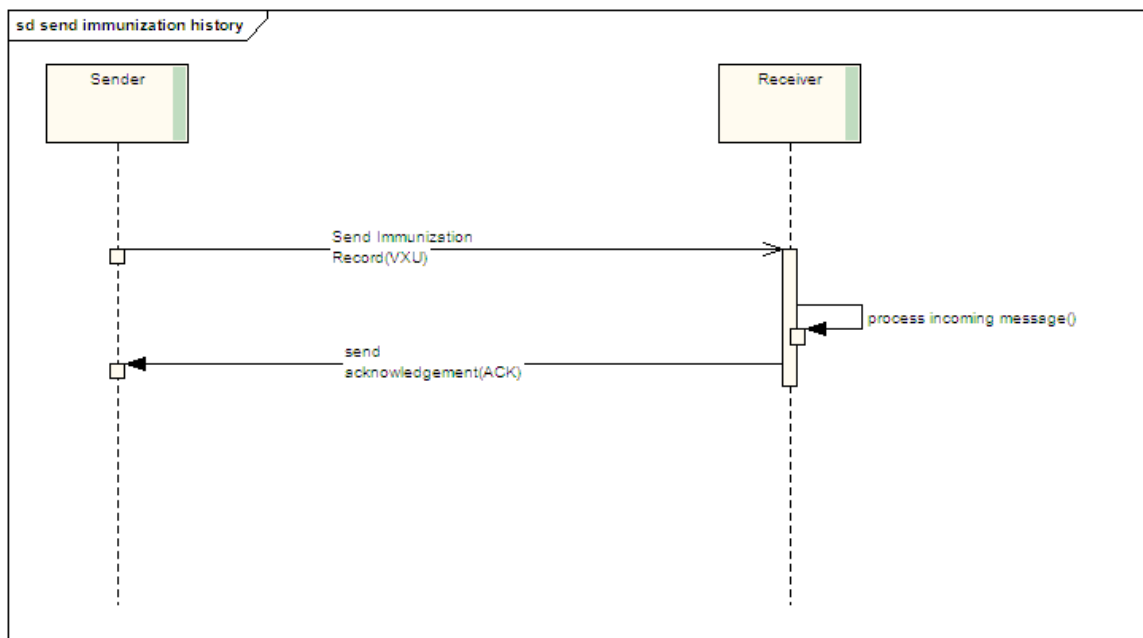 sd send immunization history
Sender
Receiver
Send Immunization
Record(VXU)
process incoming message()
send
acknowledgement(ACK)